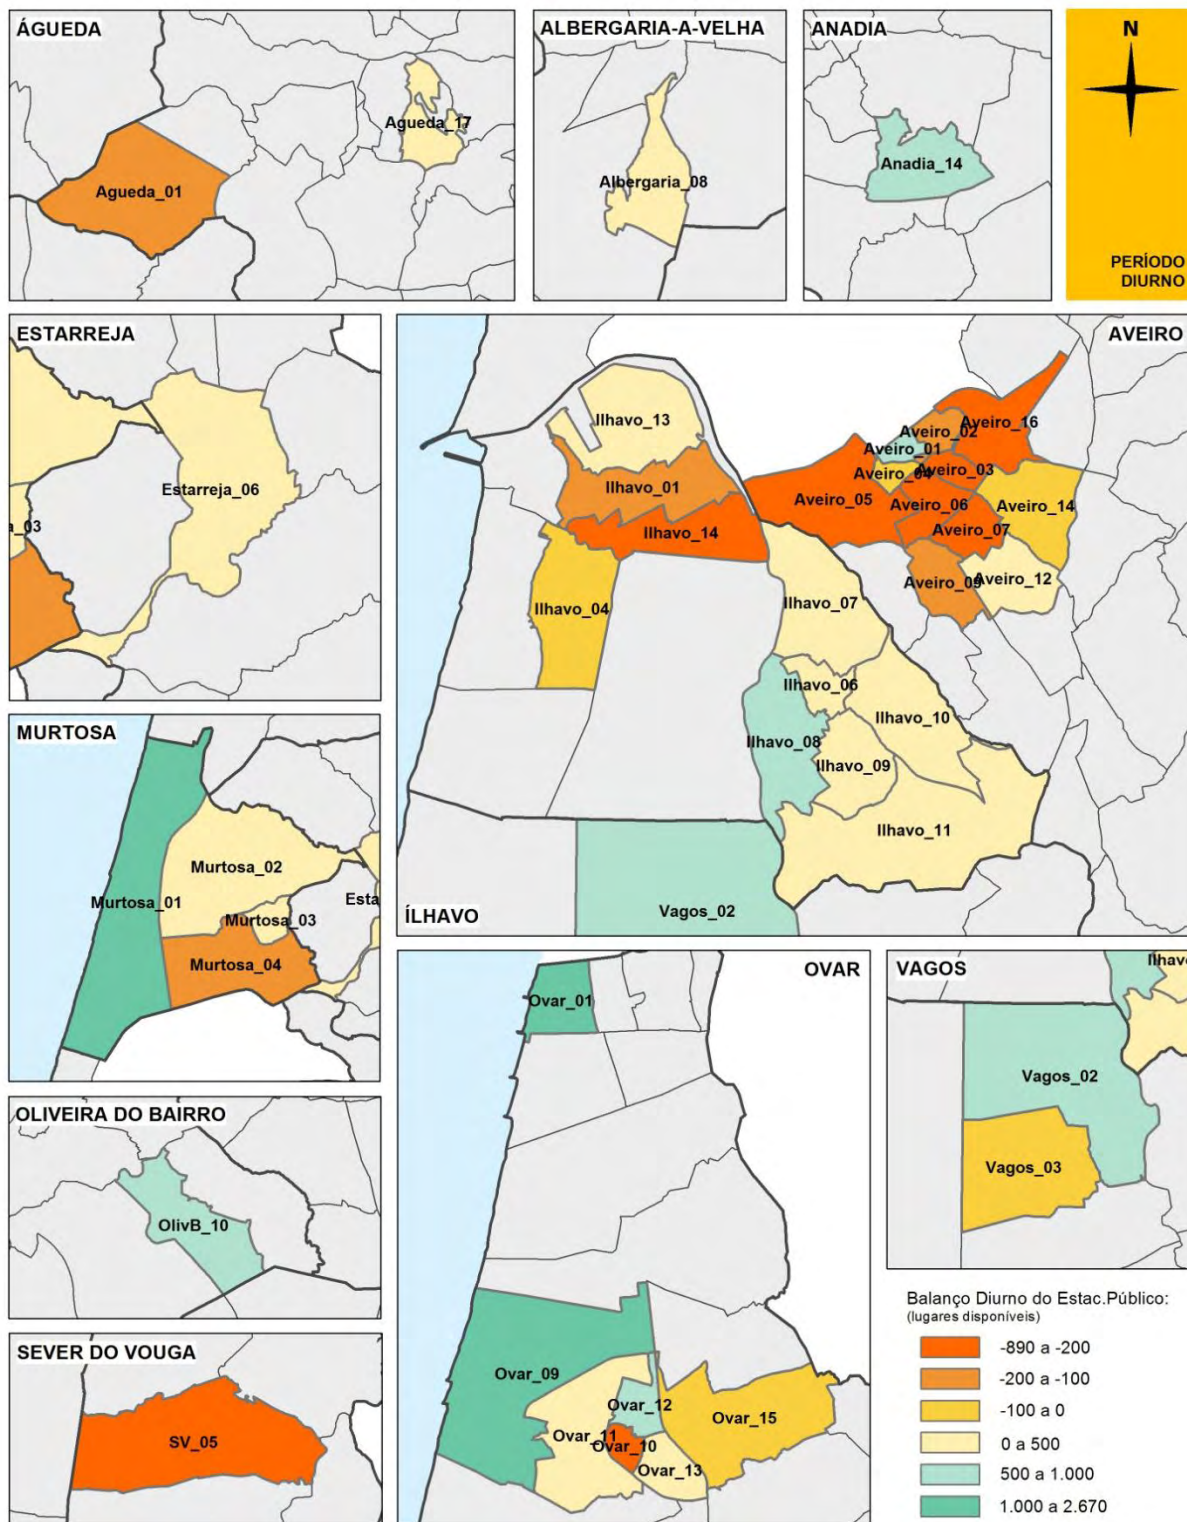 ÁGUEDA
Agueda_17
Agueda_01
ALBERGARIA-A-VELHA
Albergaria_08
ANADIA
Anadia_14
N
PERÍODO
DIURNO
ESTARREJA
Estarreja_06
a_03
AVEIRO
Ilhavo_13
Aveiro_16
Aveiro_02
Aveiro_01
Aveiro_03
Aveiro_04
Ilhavo_01
Aveiro_05
Aveiro_06
Aveiro_14
Ilhavo_14
Aveiro_07
Aveiro_09
Aveiro_12
Ilhavo_04
Ilhavo_07
Ilhavo_06
Ilhavo_10
Ilhavo_08
Ilhavo_09
Ilhavo_11
Vagos_02
ÍLHAVO
MURTOSA
Murtosa_02
Esta
Murtosa_01
Murtosa_03
Murtosa_04
OVAR
Ovar_01
Ovar_09
Ovar_12
Ovar_15
Ovar_11
Ovar_10
Ovar_13
VAGOS
Ilhavo
Vagos_02
Vagos_03
OLIVEIRA DO BAIRRO
OlivB_10
SEVER DO VOUGA
SV_05
Balanço Diurno do Estac.Público:
(lugares disponíveis)
-890 a -200
-200 a -100
-100 a 0
0 a 500
500 a 1.000
1.000 a 2.670